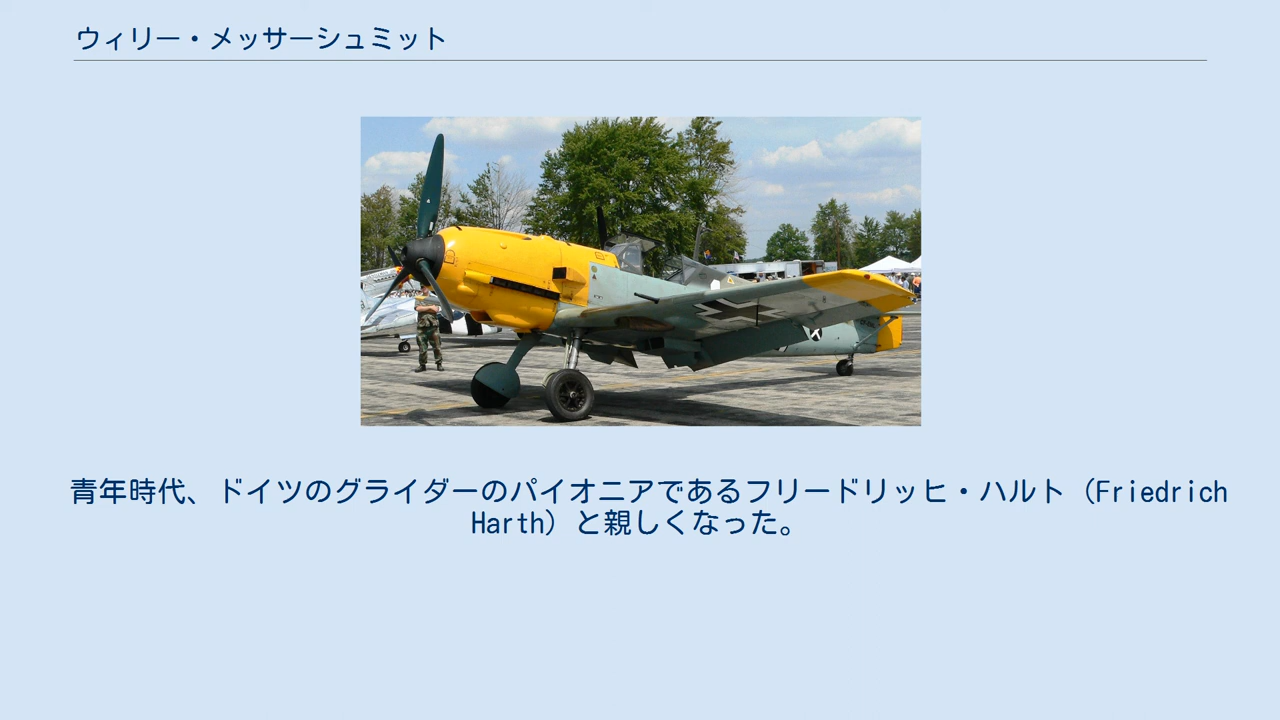 ウィリー・メッサーシュミット
青年時代、ドイツのグライダーのパイオニアであるフリードリッヒ・ハルト（Friedrich
Harth）と親しくなった。